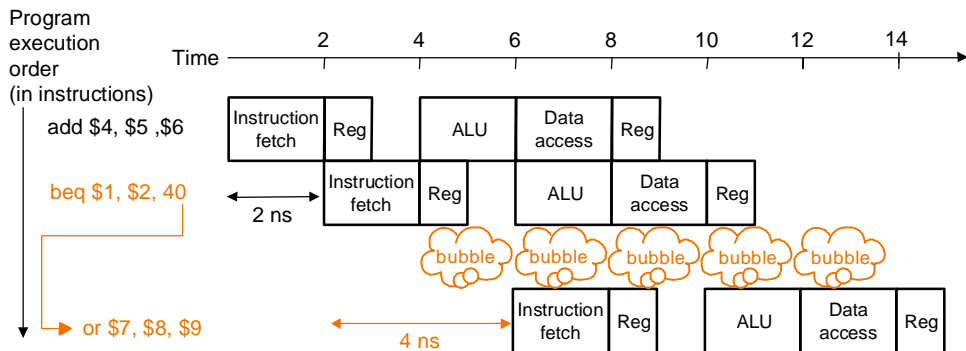 Program
execution
order
(in instructions)
Time
2 4 6 8 10 12 14
add $4, $5 ,$6
Instruction
fetch
Reg
ALU
Data
access
Reg
beq $1, $2, 40
2 ns
Instruction
fetch
Reg
ALU
Data
access
Reg
bubble bubble bubble bubble bubble
or $7, $8, $9
4 ns
Instruction
fetch
Reg
ALU
Data
access
Reg